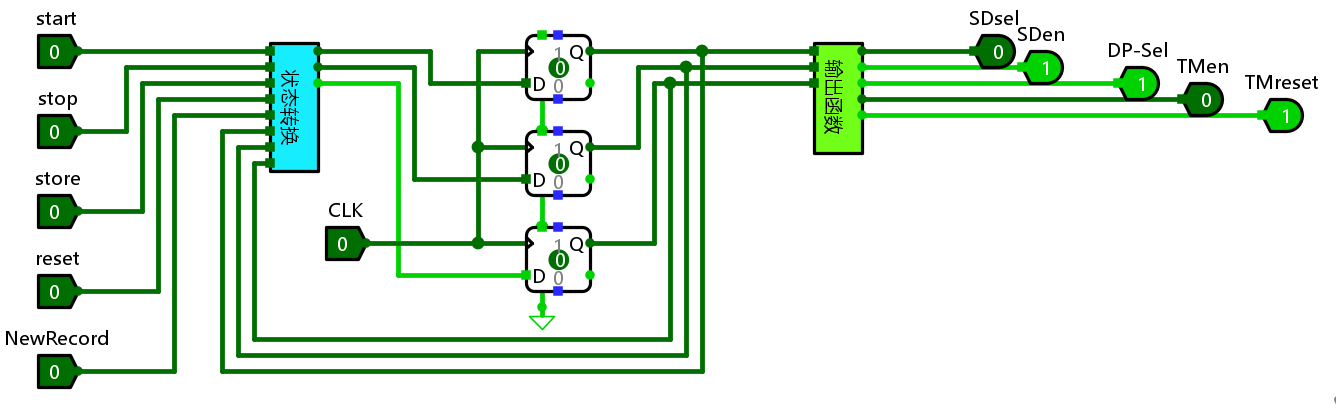 start
0
stop
0
store
0
reset
0
NewRecord
0
状态转换
CLK
0
1
Q
0
D
0
1
Q
0
D
0
1
Q
0
D
0
输出函数
SDsel
0
SDen
1
DP-Sel
1
TMen
0
TMreset
1